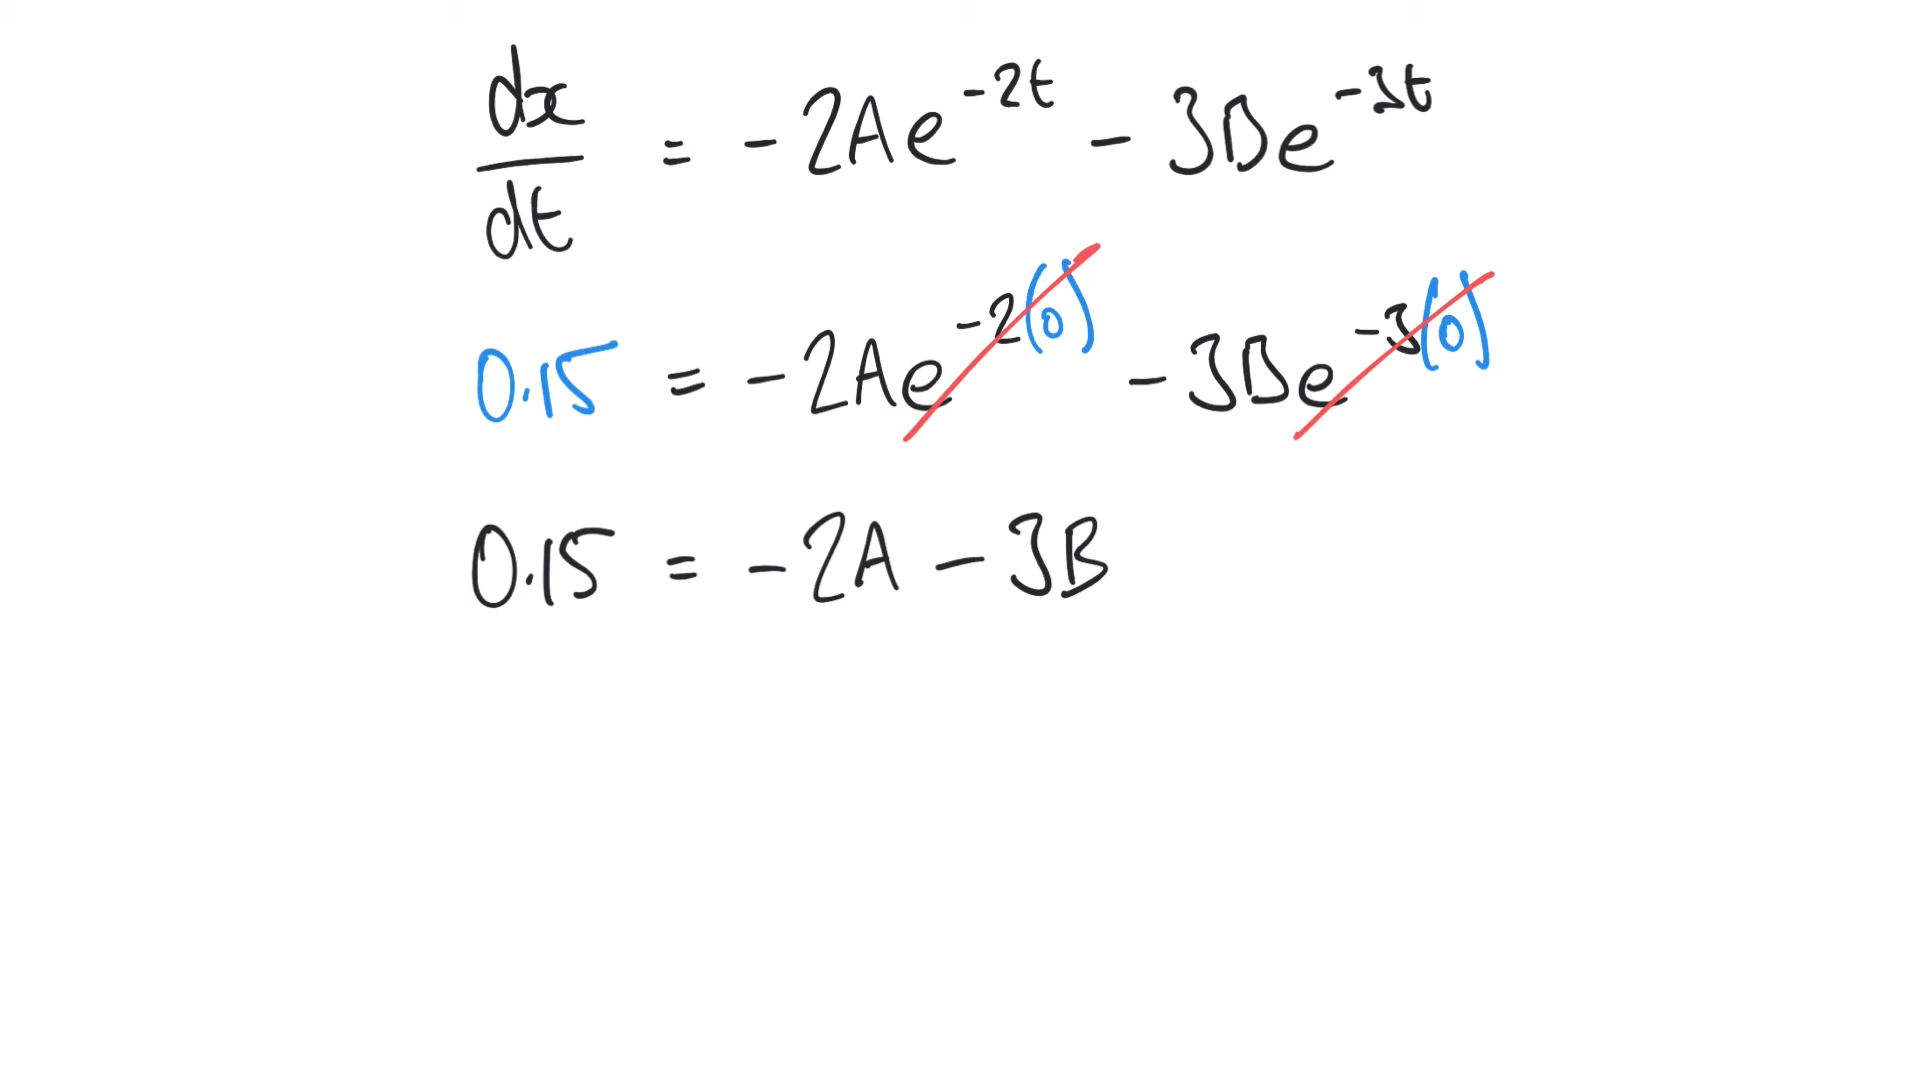 dx/dt = -2Ae^-2t - 3Be^-3t
0.15 = -2Ae^-2(0) - 3Be^-3(0)
0.15 = -2A - 3B